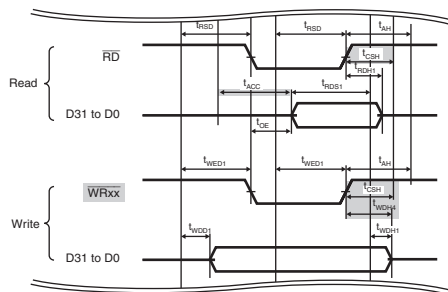 tRSD tRSD tAH
RD tCSH
tRDH1
Read
tACC tRDS1
D31 to D0
tOE
tWED1 tWED1 tAH
WRxx tCSH
tWDH4
Write
tWDD1 tWDH1
D31 to D0